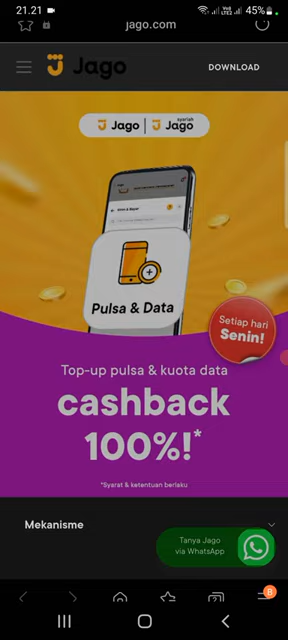 21.21
45%
jago.com
Jago
DOWNLOAD
Jago | Jago syariah
Pulsa & Data
Setiap hari
Senin!
Top-up pulsa & kuota data
cashback
100%!*
*Syarat & ketentuan berlaku
Mekanisme
Tanya Jago
via WhatsApp
8